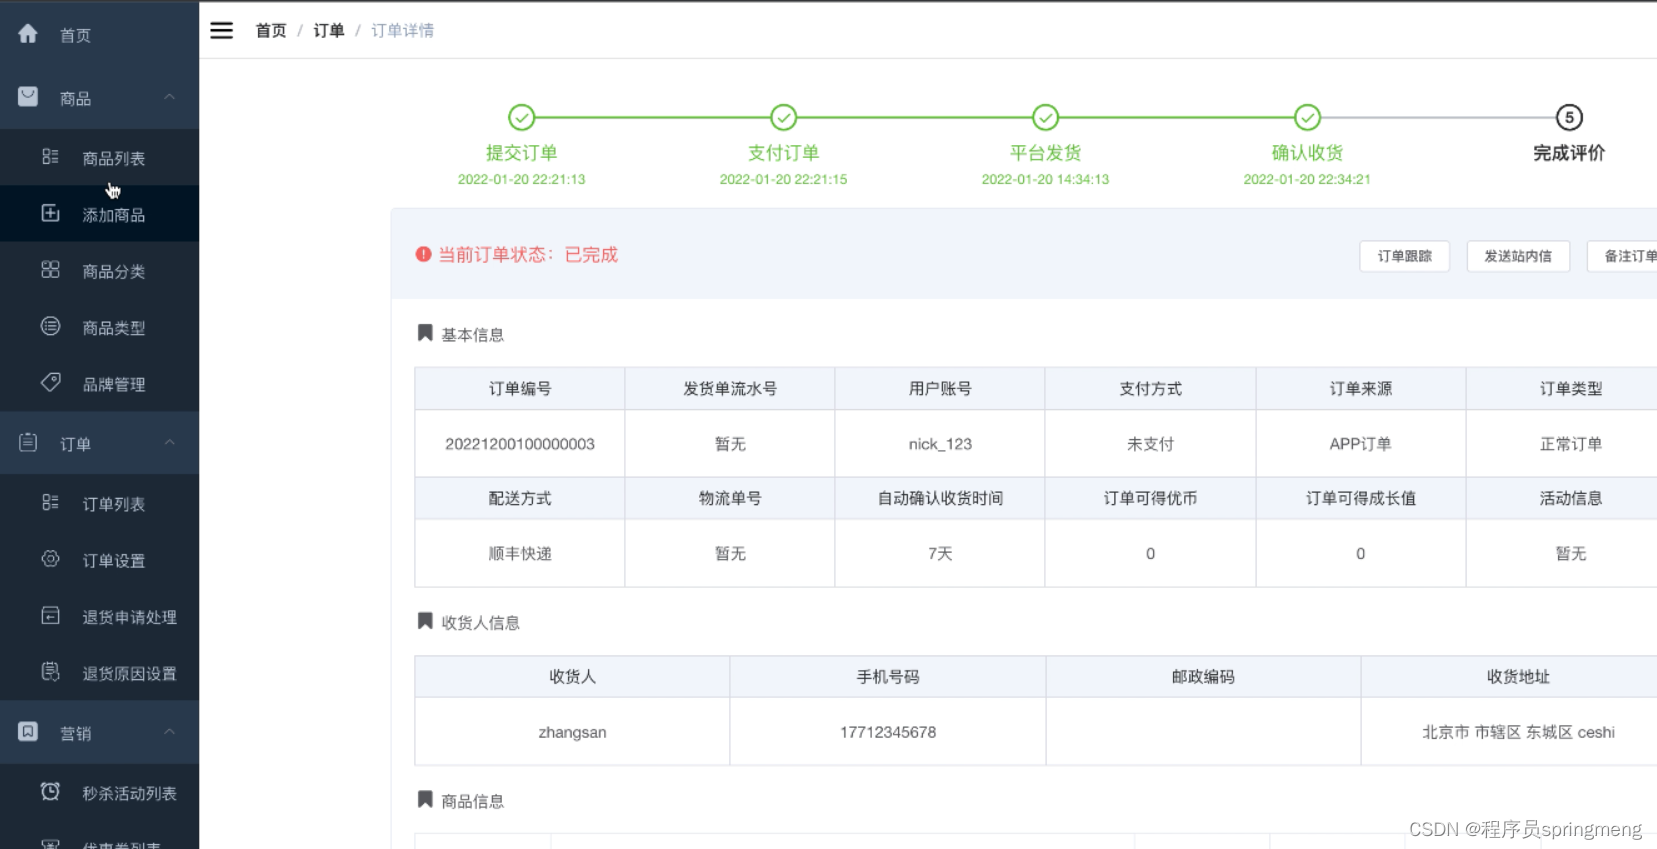 首页
商品
商品列表
添加商品
商品分类
商品类型
品牌管理
订单
订单列表
订单设置
退货申请处理
退货原因设置
营销
秒杀活动列表
优惠券列表
首页 / 订单 / 订单详情
提交订单 支付订单 平台发货 确认收货 5 完成评价
2022-01-20 22:21:13 2022-01-20 22:21:15 2022-01-20 14:34:13 2022-01-20 22:34:21
当前订单状态：已完成 订单跟踪 发送站内信 备注订单
基本信息
订单编号 发货单流水号 用户账号 支付方式 订单来源 订单类型
20221200100000003 暂无 nick_123 未支付 APP订单 正常订单
配送方式 物流单号 自动确认收货时间 订单可得优币 订单可得成长值 活动信息
顺丰快递 暂无 7天 0 0 暂无
收货人信息
收货人 手机号码 邮政编码 收货地址
zhangsan 17712345678 北京市 市辖区 东城区 ceshi
商品信息
CSDN @程序员springmeng